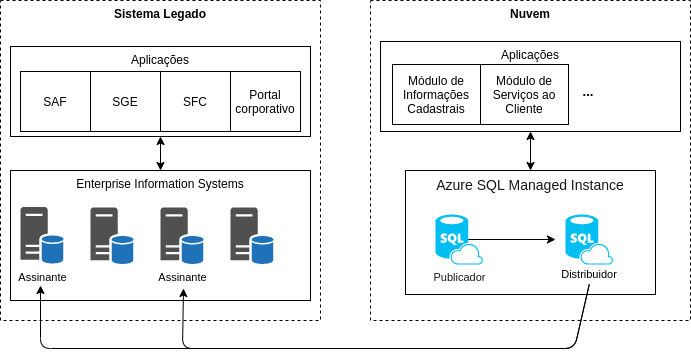 Sistema Legado
Aplicações
SAF
SGE
SFC
Portal
corporativo
Enterprise Information Systems
Assinante
Assinante
Nuvem
Aplicações
Módulo de
Informações
Cadastrais
Módulo de
Serviços ao
Cliente
...
Azure SQL Managed Instance
SQL
SQL
Publicador
Distribuidor